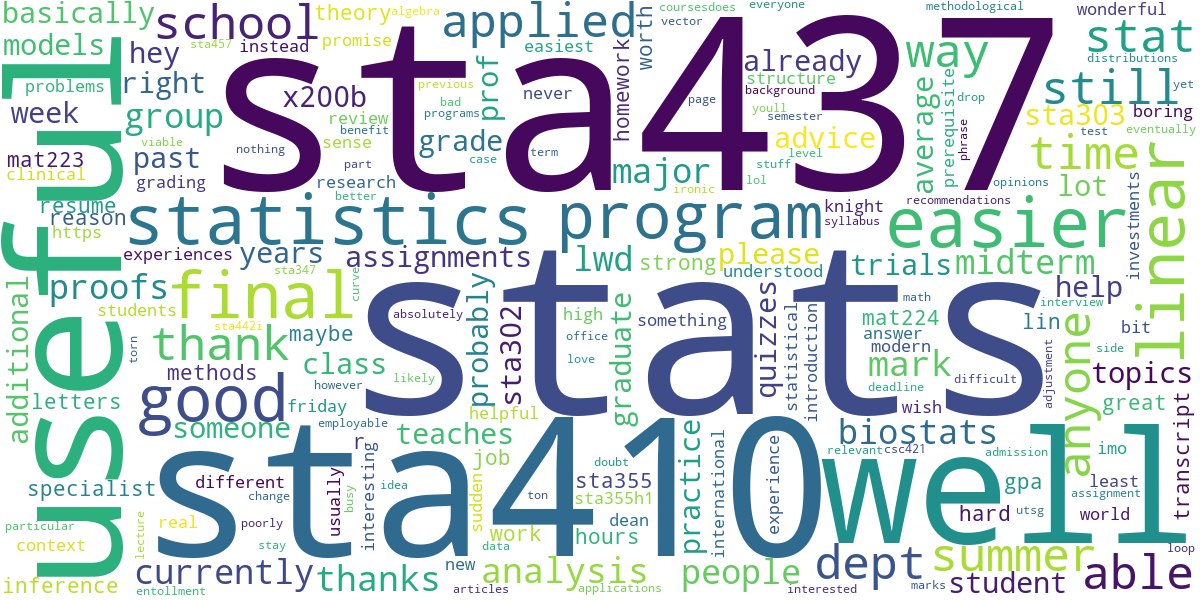 basically
school
theory
algebra
applied
vector
coursesdoes
everyone
methodological
wonderful
models
sta457
hey
instead
promise
prof
easiest
worth
sta437
already
way
stat
problems
right
x200b
previous
never
homework
structure
background
distributions
still
yet
week
group
review
bad
programs
page
youll
advice
average
prerequisite
drop
sta303
boring
viable
nothing
sense
benefit
grade
case
semester
test
phrase
time
eventually
mat223
past
part
term
major
stuff
level
lol
opinions
lot
clinical
grading
research
better
ironic
recommendations
useful
resume
reason
https
statistics
program
knight
syllabus
easier
linear
transcript
experiences
years
assignments
lwd
strong
please
understood
trials
midterm
investments
proofs
sta347
final
curve
probably
help
students
stats
absolutely
high
something
quizzes
mat224
math
interview
additional
torn
thank
maybe
sta302
office
graduate
statistical
introduction
answer
modern
lin
bit
methods
class
love
mark
side
anyone
topics
likely
deadline
difficult
adjustment
letters
good
however
friday
helpful
wish
great
someone
employable
teaches
biostats
imo
r
job
doubt
practice
international
relevant
csc421
admission
specialist
different
usually
busy
interesting
idea
sudden
sta355
sta355h1
experience
gpa
least
assignment
change
sta410
well
particular
real
poorly
ton
dean
hard
utsg
world
context
lecture
stay
work
hours
dept
summer
inference
currently
thanks
new
data
analysis
people
student
able
loop
entollment
articles
applications
interested
marks
sta442i